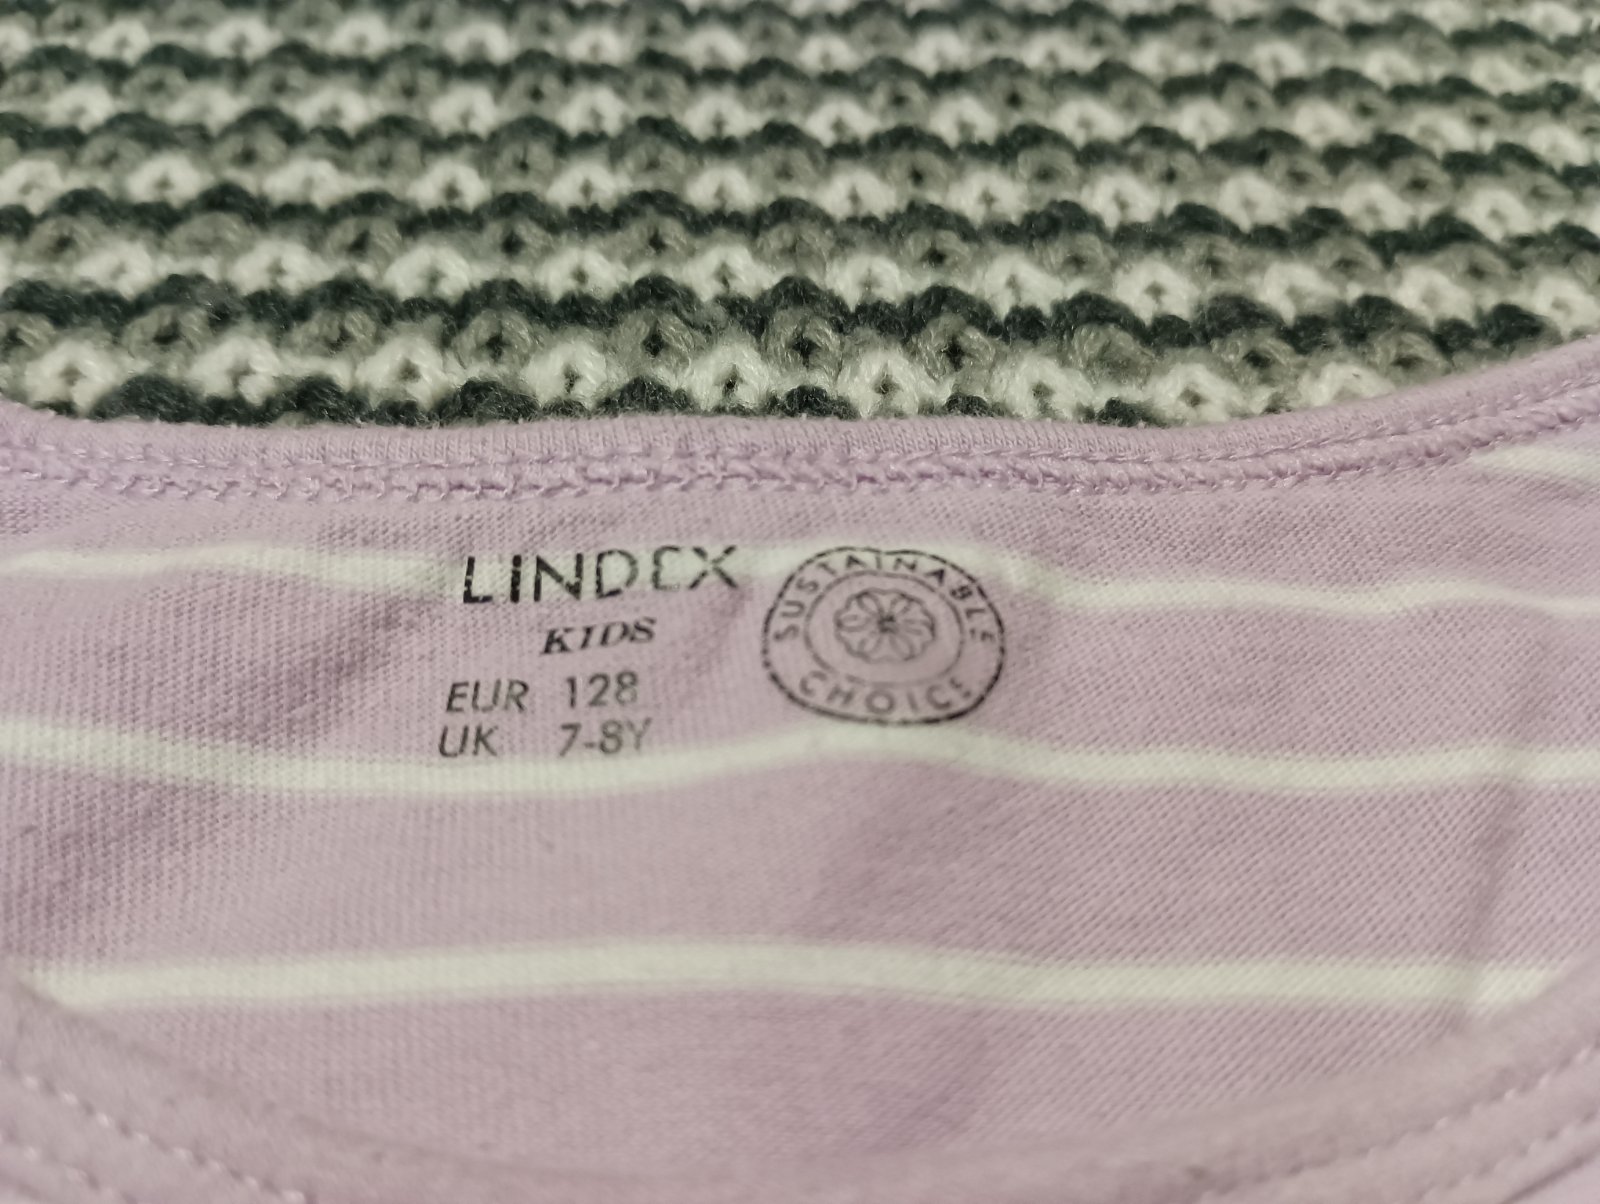 LINDEX
KIDS
EUR 128
UK 7-8Y
SUSTAINABLE
CHOICE